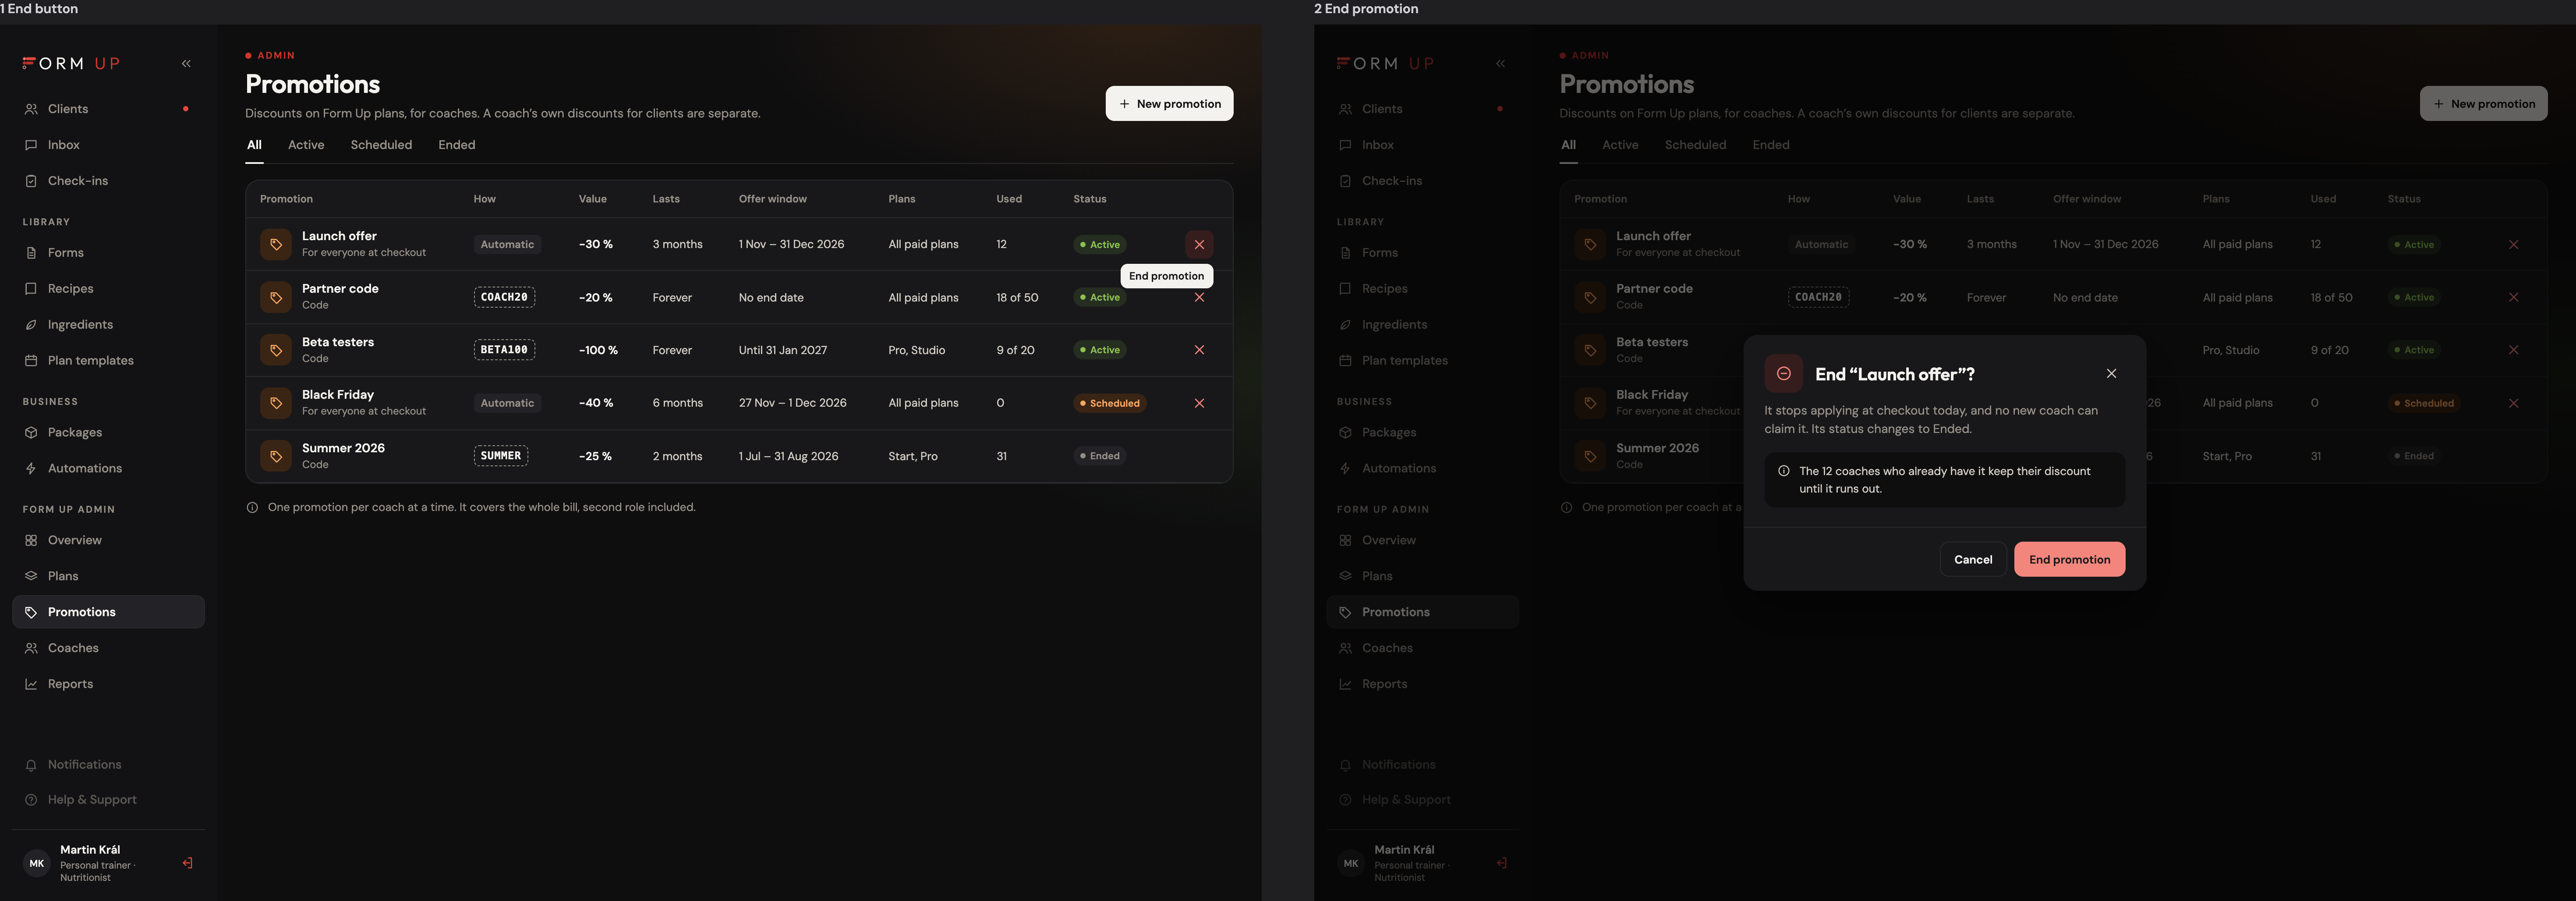 1 End button
FORM UP
Clients
Inbox
Check-ins
LIBRARY
Forms
Recipes
Ingredients
Plan templates
BUSINESS
Packages
Automations
FORM UP ADMIN
Overview
Plans
Promotions
Coaches
Reports
Notifications
Help & Support
MK
Martin Král
Personal trainer ·
Nutritionist
ADMIN
Promotions
Discounts on Form Up plans, for coaches. A coach’s own discounts for clients are separate.
New promotion
All Active Scheduled Ended
Promotion How Value Lasts Offer window Plans Used Status
Launch offer
For everyone at checkout
Automatic −30 % 3 months 1 Nov – 31 Dec 2026 All paid plans 12 Active
End promotion
Partner code
Code
COACH20 −20 % Forever No end date All paid plans 18 of 50 Active
Beta testers
Code
BETA100 −100 % Forever Until 31 Jan 2027 Pro, Studio 9 of 20 Active
Black Friday
For everyone at checkout
Automatic −40 % 6 months 27 Nov – 1 Dec 2026 All paid plans 0 Scheduled
Summer 2026
Code
SUMMER −25 % 2 months 1 Jul – 31 Aug 2026 Start, Pro 31 Ended
One promotion per coach at a time. It covers the whole bill, second role included.
2 End promotion
FORM UP
Clients
Inbox
Check-ins
LIBRARY
Forms
Recipes
Ingredients
Plan templates
BUSINESS
Packages
Automations
FORM UP ADMIN
Overview
Plans
Promotions
Coaches
Reports
Notifications
Help & Support
MK
Martin Král
Personal trainer ·
Nutritionist
ADMIN
Promotions
Discounts on Form Up plans, for coaches. A coach’s own discounts for clients are separate.
New promotion
All Active Scheduled Ended
Promotion How Value Lasts Offer window Plans Used Status
Launch offer
For everyone at checkout
Automatic −30 % 3 months 1 Nov – 31 Dec 2026 All paid plans 12 Active
Partner code
Code
COACH20 −20 % Forever No end date All paid plans 18 of 50 Active
Beta testers
Code
Pro, Studio 9 of 20 Active
Black Friday
For everyone at checkout
26 All paid plans 0 Scheduled
Summer 2026
Code
6 Start, Pro 31 Ended
One promotion per coach at a
End “Launch offer”?
It stops applying at checkout today, and no new coach can
claim it. Its status changes to Ended.
The 12 coaches who already have it keep their discount
until it runs out.
Cancel
End promotion